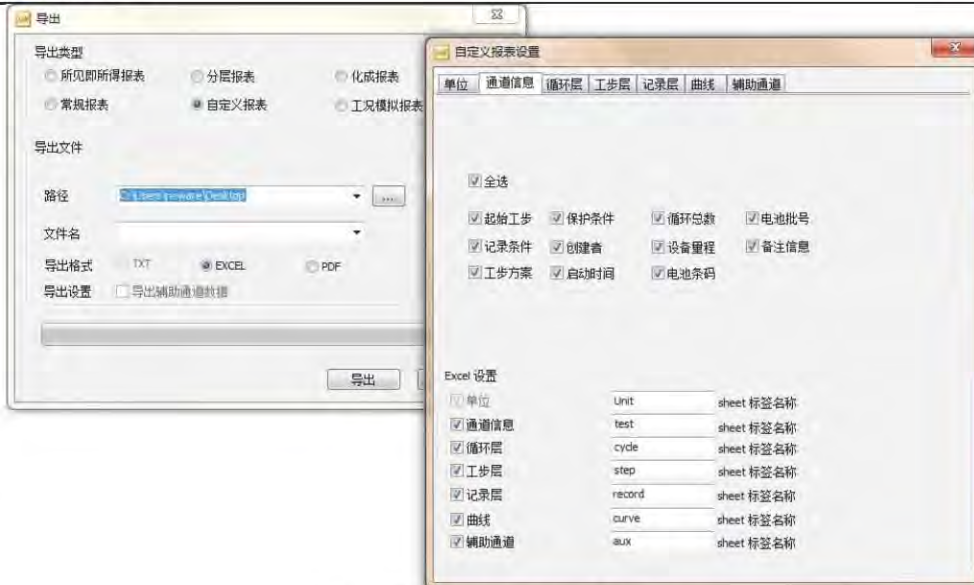 导出
导出类型
所见即所得报表 分层报表 化成报表
常规报表 自定义报表 工况模拟报表
导出文件
路径 C:\Users\neware\Desktop ...
文件名
导出格式 TXT EXCEL PDF
导出设置 导出辅助通道数据
导出
自定义报表设置
单位 通道信息 循环层 工步层 记录层 曲线 辅助通道
全选
起始工步 保护条件 循环总数 电池批号
记录条件 创建者 设备量程 备注信息
工步方案 启动时间 电池条码
Excel 设置
单位 Unit sheet 标签名称
通道信息 test sheet 标签名称
循环层 cycle sheet 标签名称
工步层 step sheet 标签名称
记录层 record sheet 标签名称
曲线 curve sheet 标签名称
辅助通道 aux sheet 标签名称